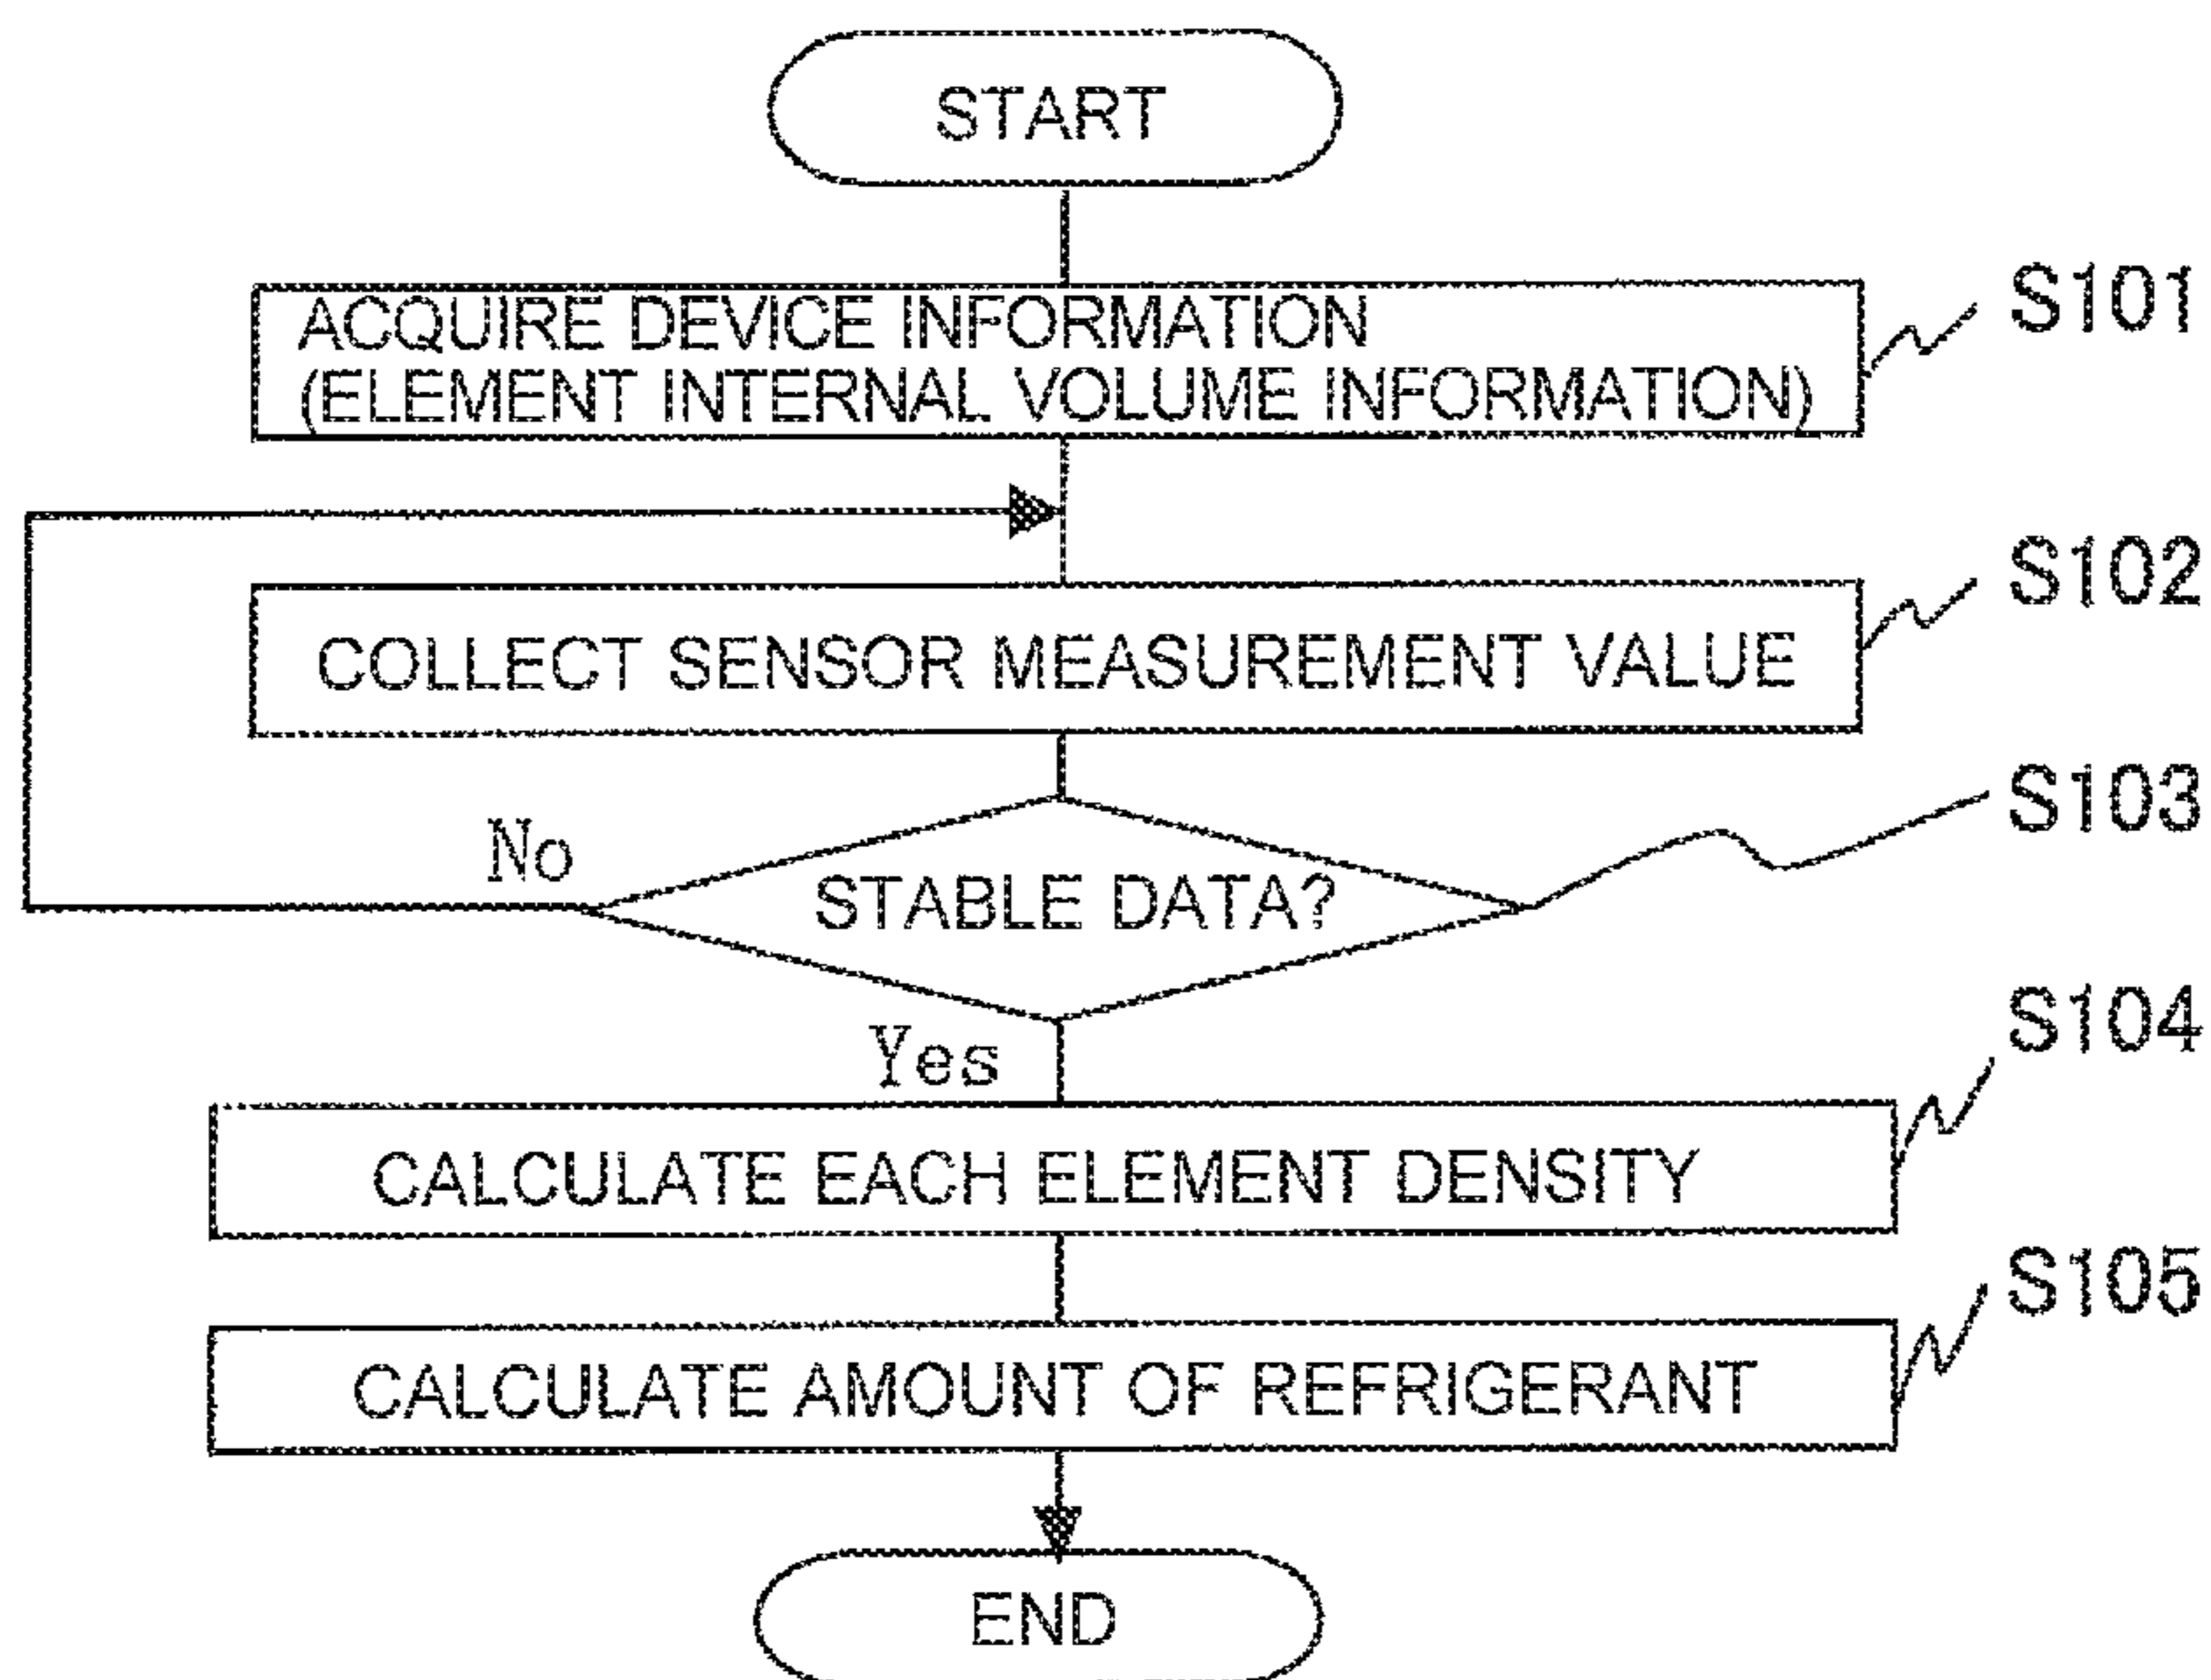 START
ACQUIRE DEVICE INFORMATION
(ELEMENT INTERNAL VOLUME INFORMATION)
S101
COLLECT SENSOR MEASUREMENT VALUE
S102
STABLE DATA?
S103
No
Yes
CALCULATE EACH ELEMENT DENSITY
S104
CALCULATE AMOUNT OF REFRIGERANT
S105
END